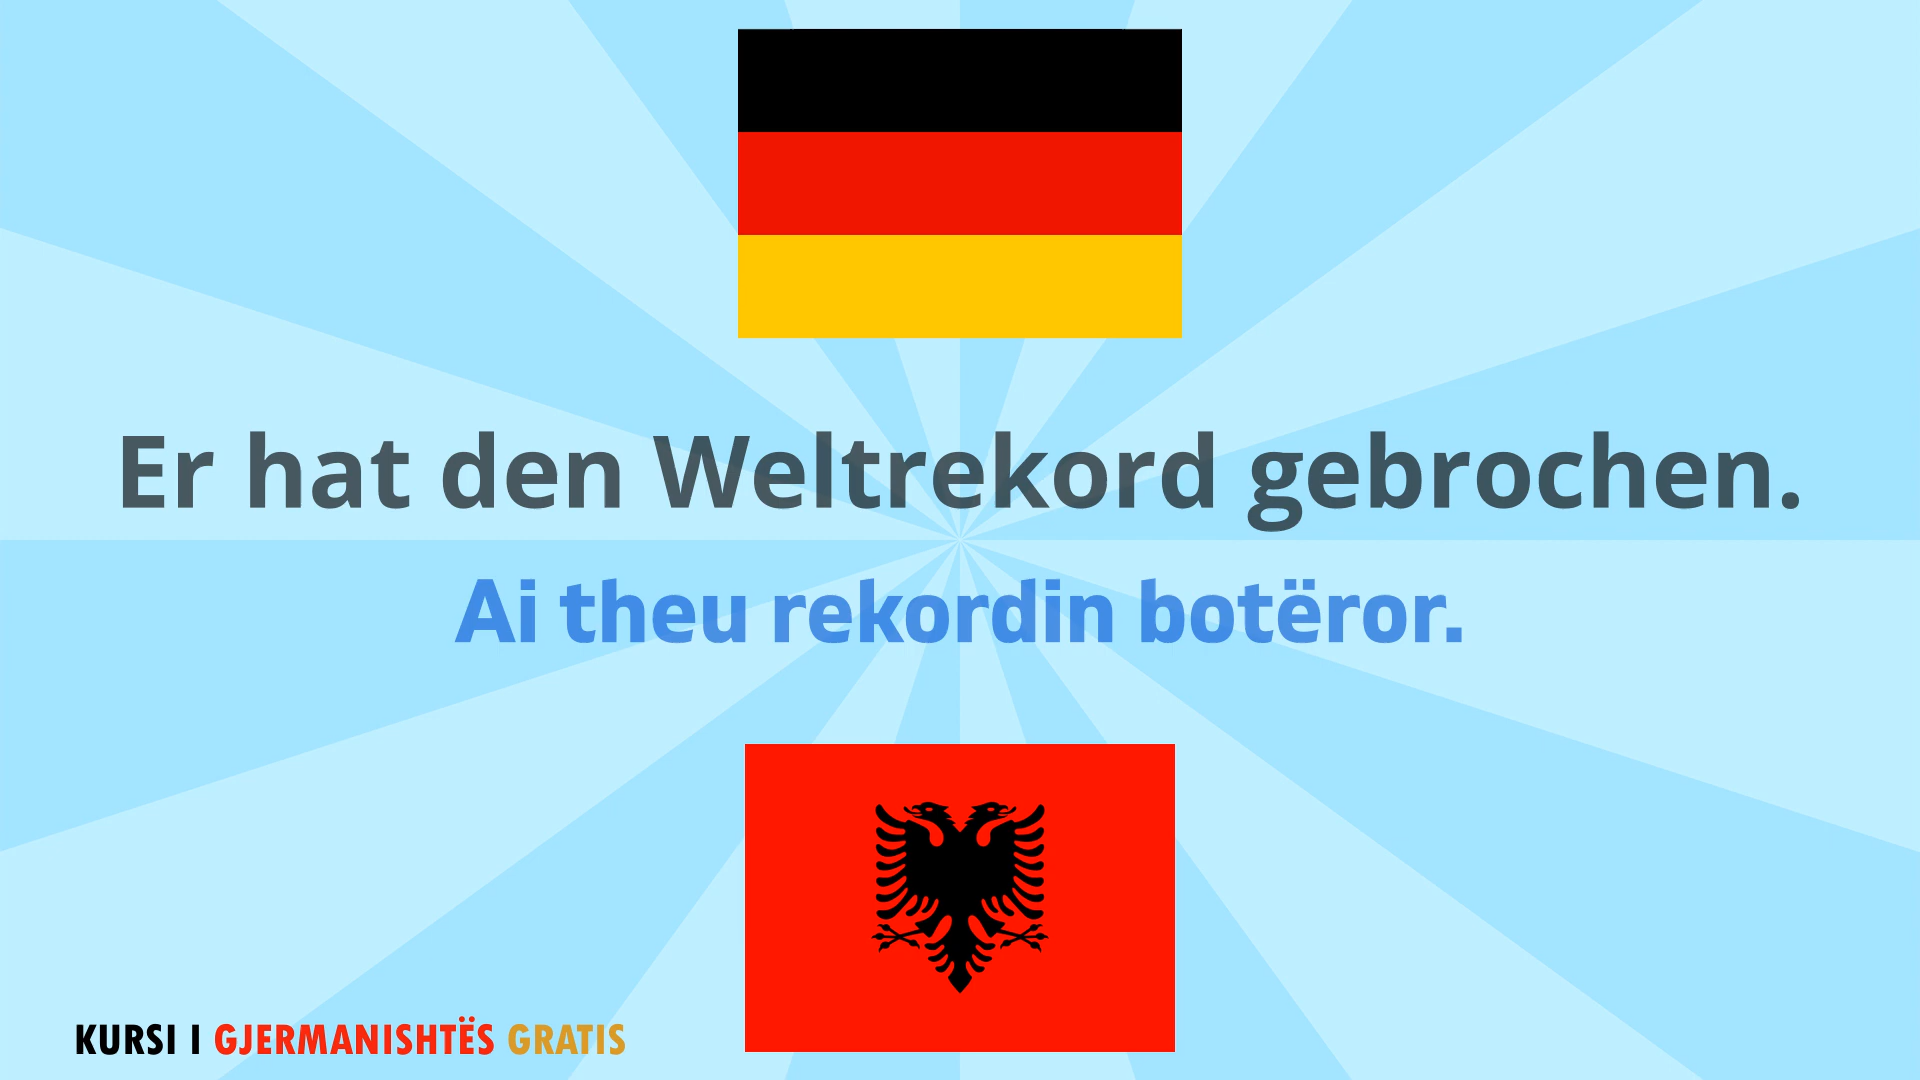 Er hat den Weltrekord gebrochen.
Ai theu rekordin botëror.
KURSI I GJERMANISHTËS GRATIS